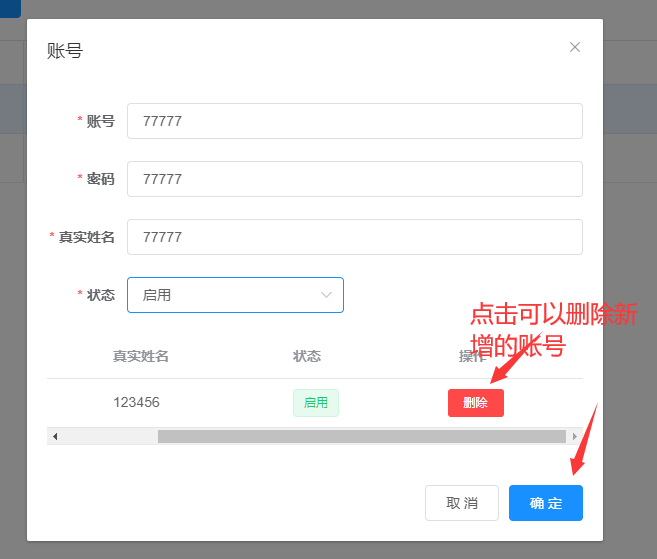 账号
* 账号 77777
* 密码 77777
* 真实姓名 77777
* 状态 启用
点击可以删除新
增的账号
真实姓名 状态 操作
123456 启用 删除
取消 确定